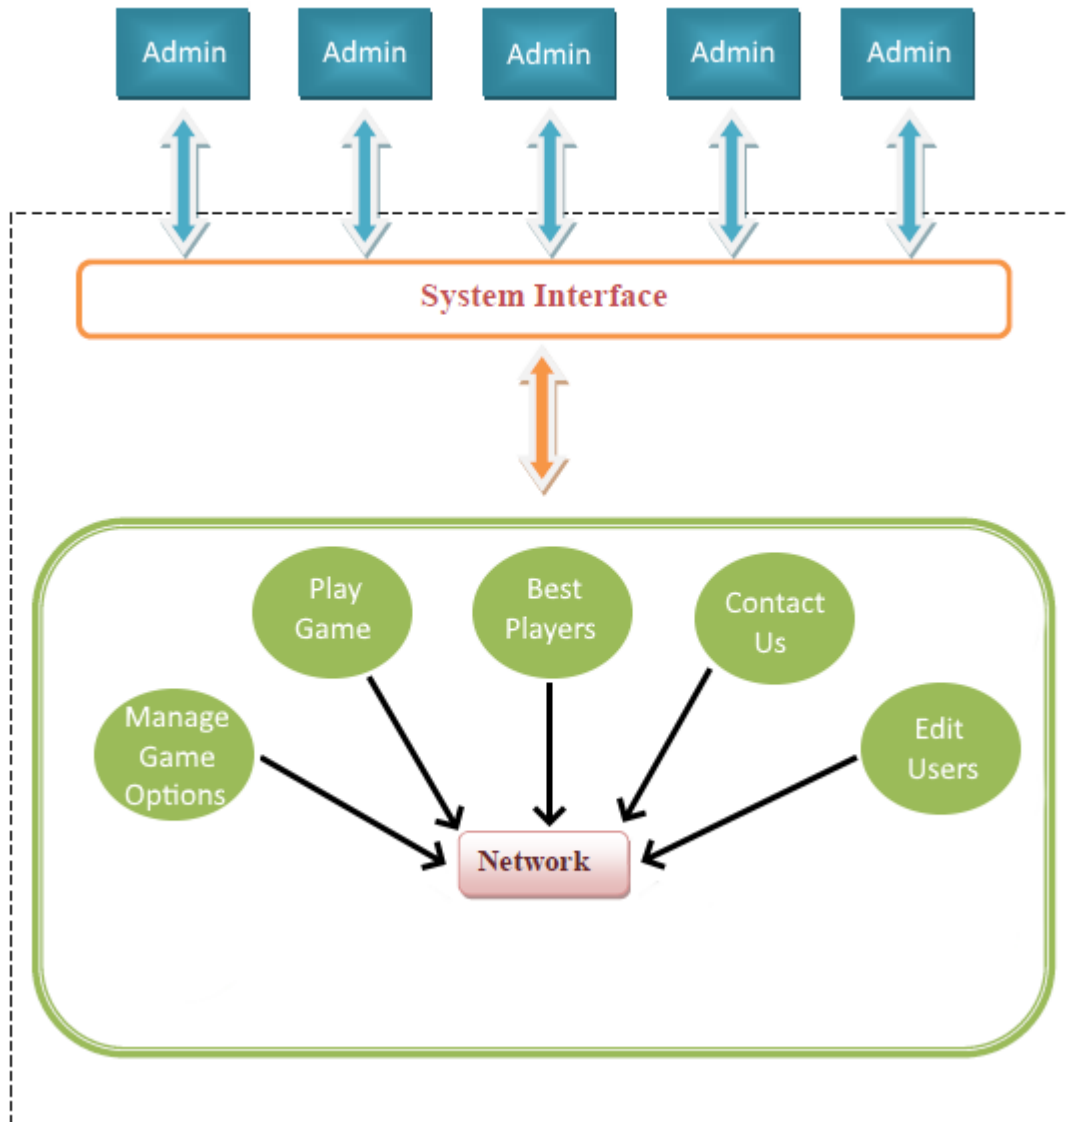 Admin
Admin
Admin
Admin
Admin
System Interface
Play
Game
Best
Players
Contact
Us
Manage
Game
Options
Edit
Users
Network